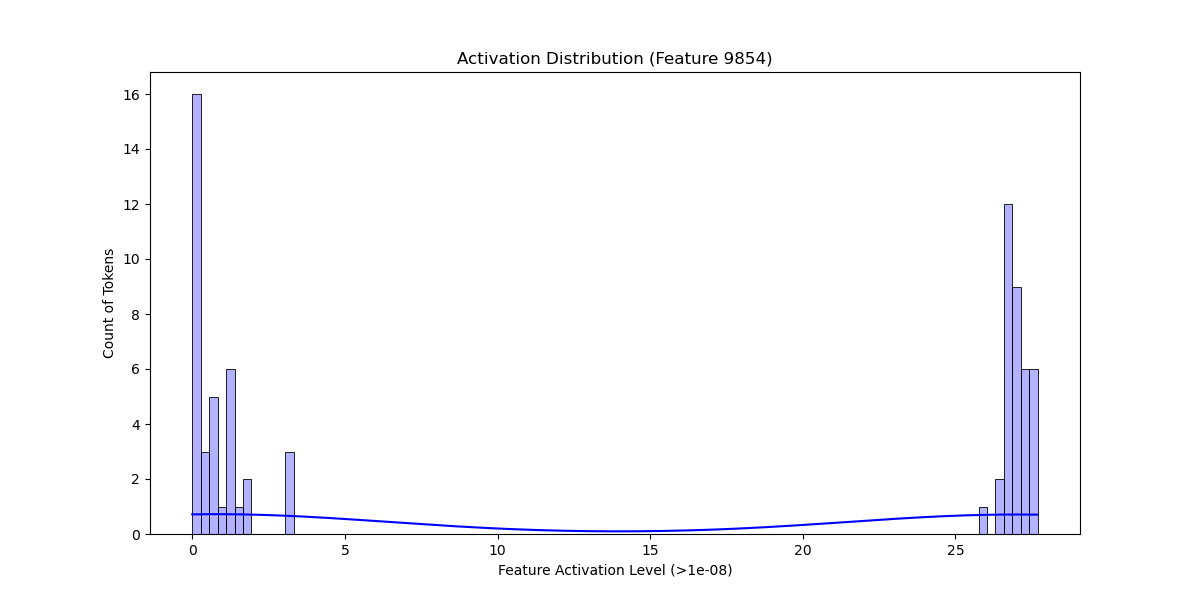 Activation Distribution (Feature 9854)
16
14
12
10
8
6
4
2
0
Count of Tokens
0 5 10 15 20 25
Feature Activation Level (>1e-08)